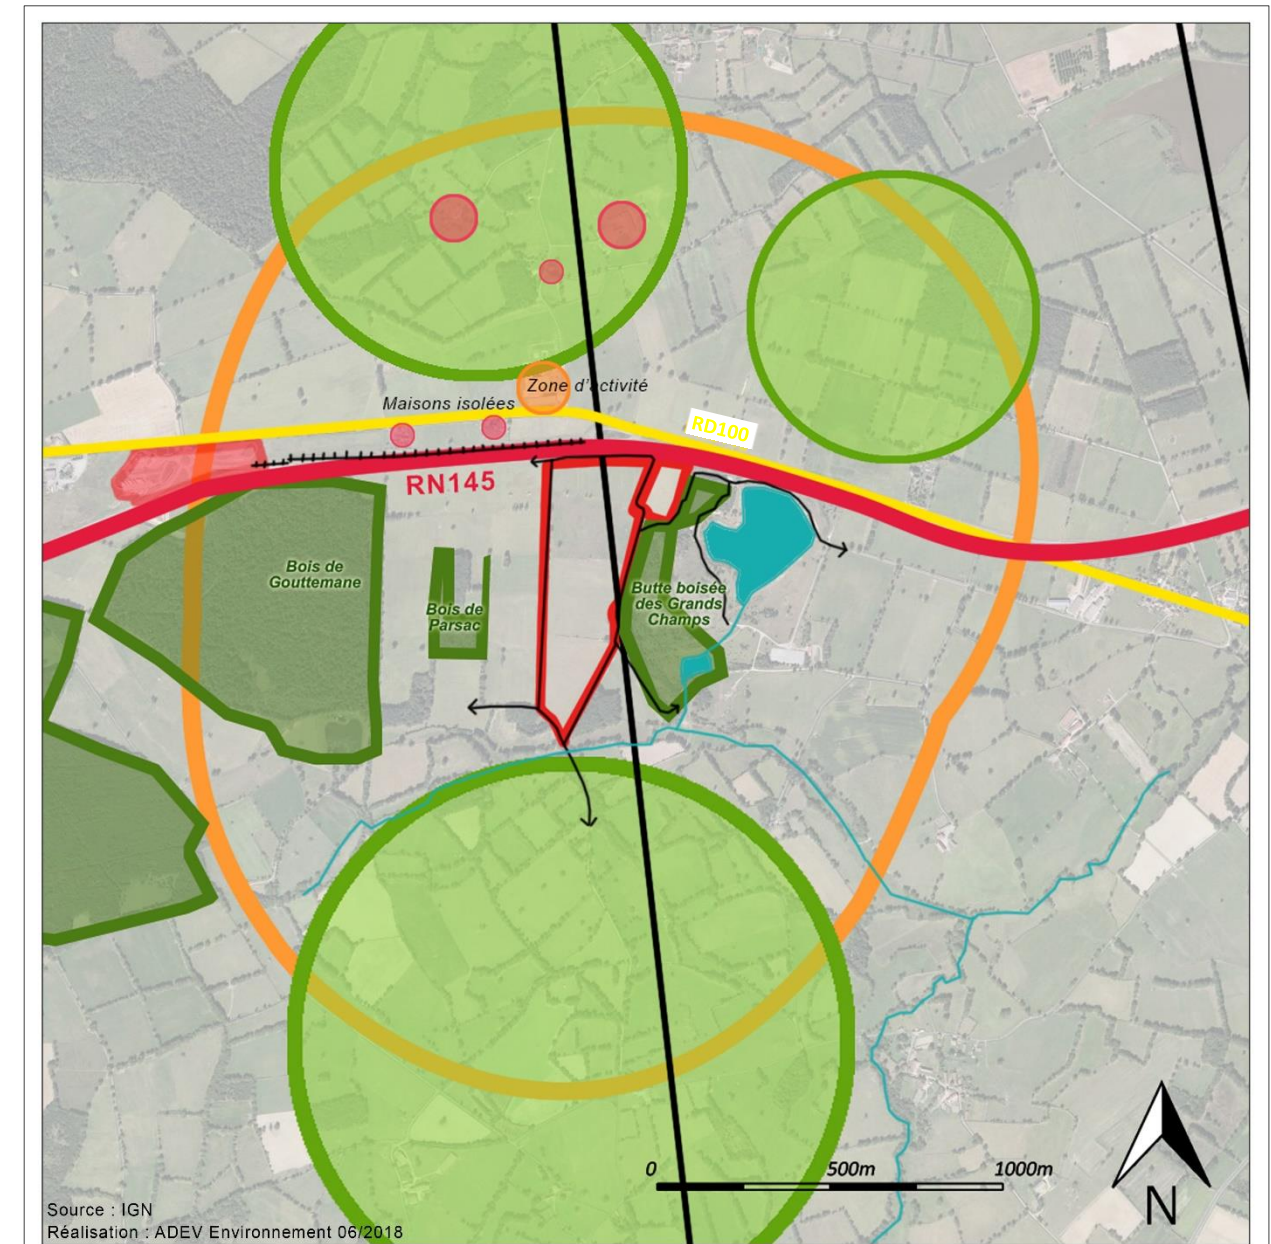 Zone d'activité
Maisons isolées
RD100
RN145
Bois de
Gouttemane
Bois de
Parsac
Butte boisée
des Grands
Champs
0 500m 1000m
N
Source : IGN
Réalisation : ADEV Environnement 06/2018